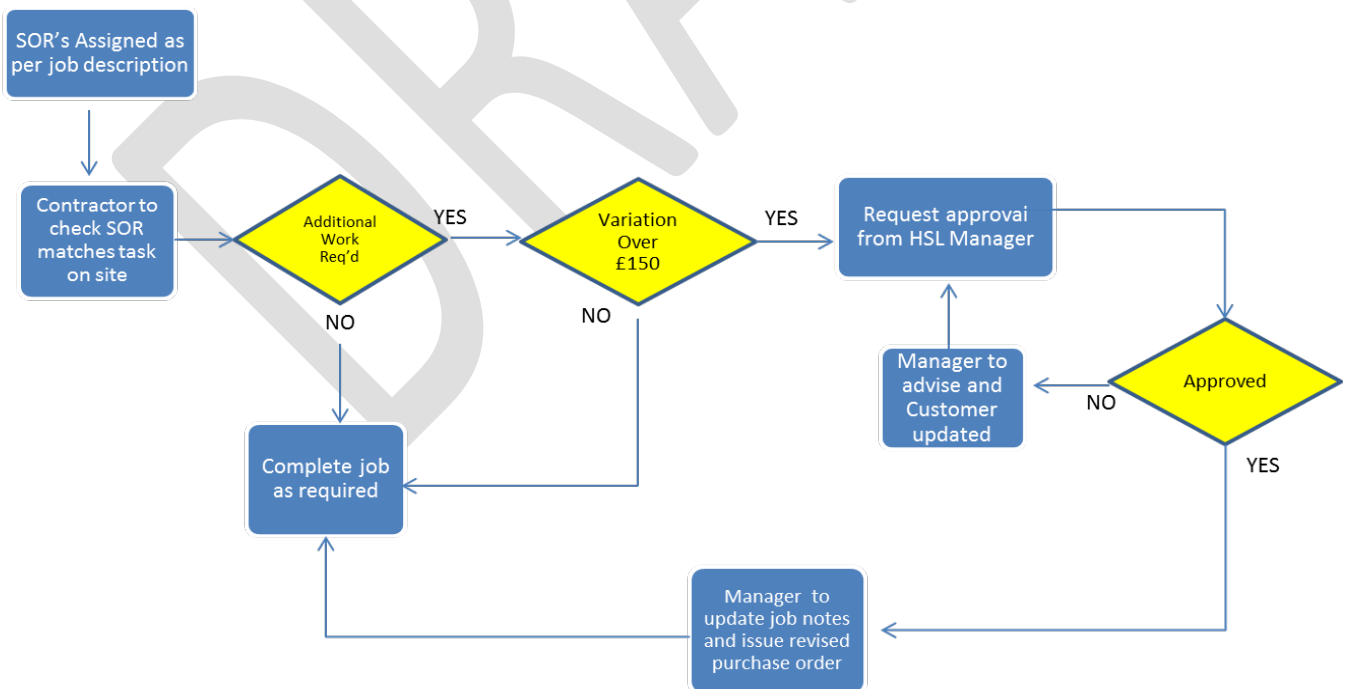 SOR's Assigned as
per job description
Contractor to
check SOR
matches task
on site
Additional
Work
Req'd
YES
NO
Variation
Over
£150
YES
NO
Request approvai
from HSL Manager
Manager to
advise and
Customer
updated
NO
Approved
YES
Complete job
as required
Manager to
update job notes
and issue revised
purchase order
DRA